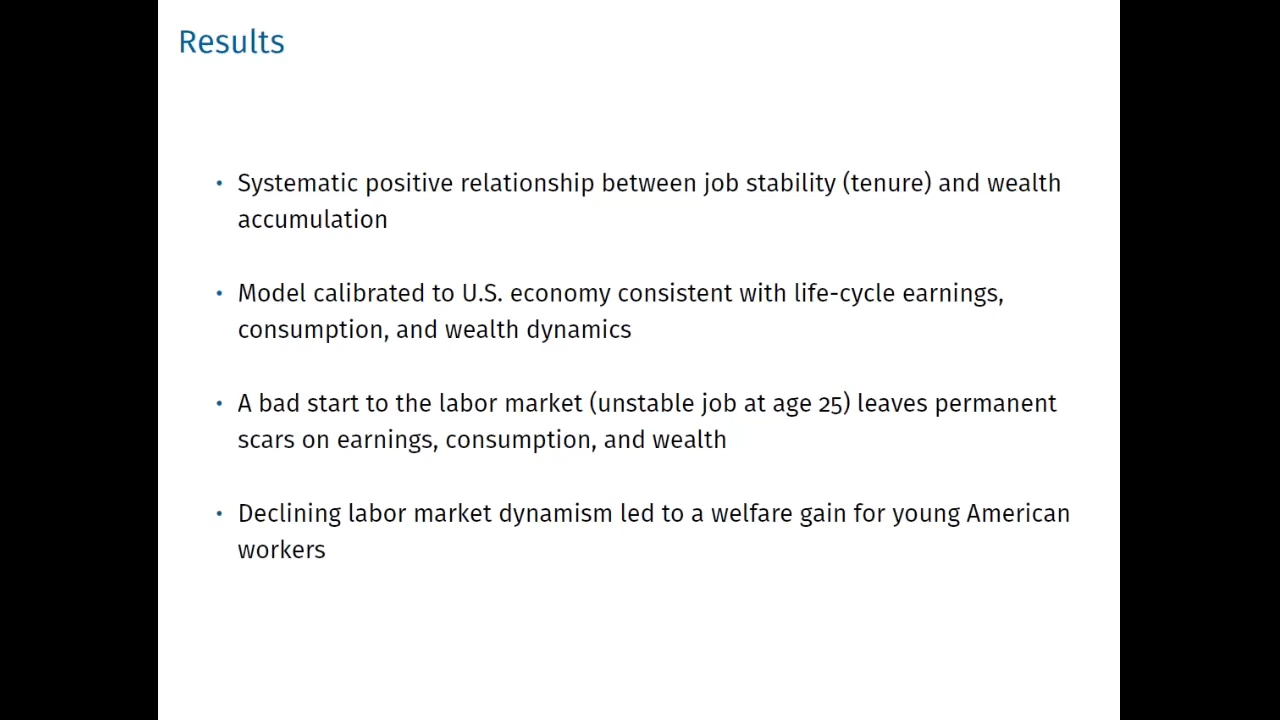 Results
• Systematic positive relationship between job stability (tenure) and wealth
accumulation
• Model calibrated to U.S. economy consistent with life-cycle earnings,
consumption, and wealth dynamics
• A bad start to the labor market (unstable job at age 25) leaves permanent
scars on earnings, consumption, and wealth
• Declining labor market dynamism led to a welfare gain for young American
workers